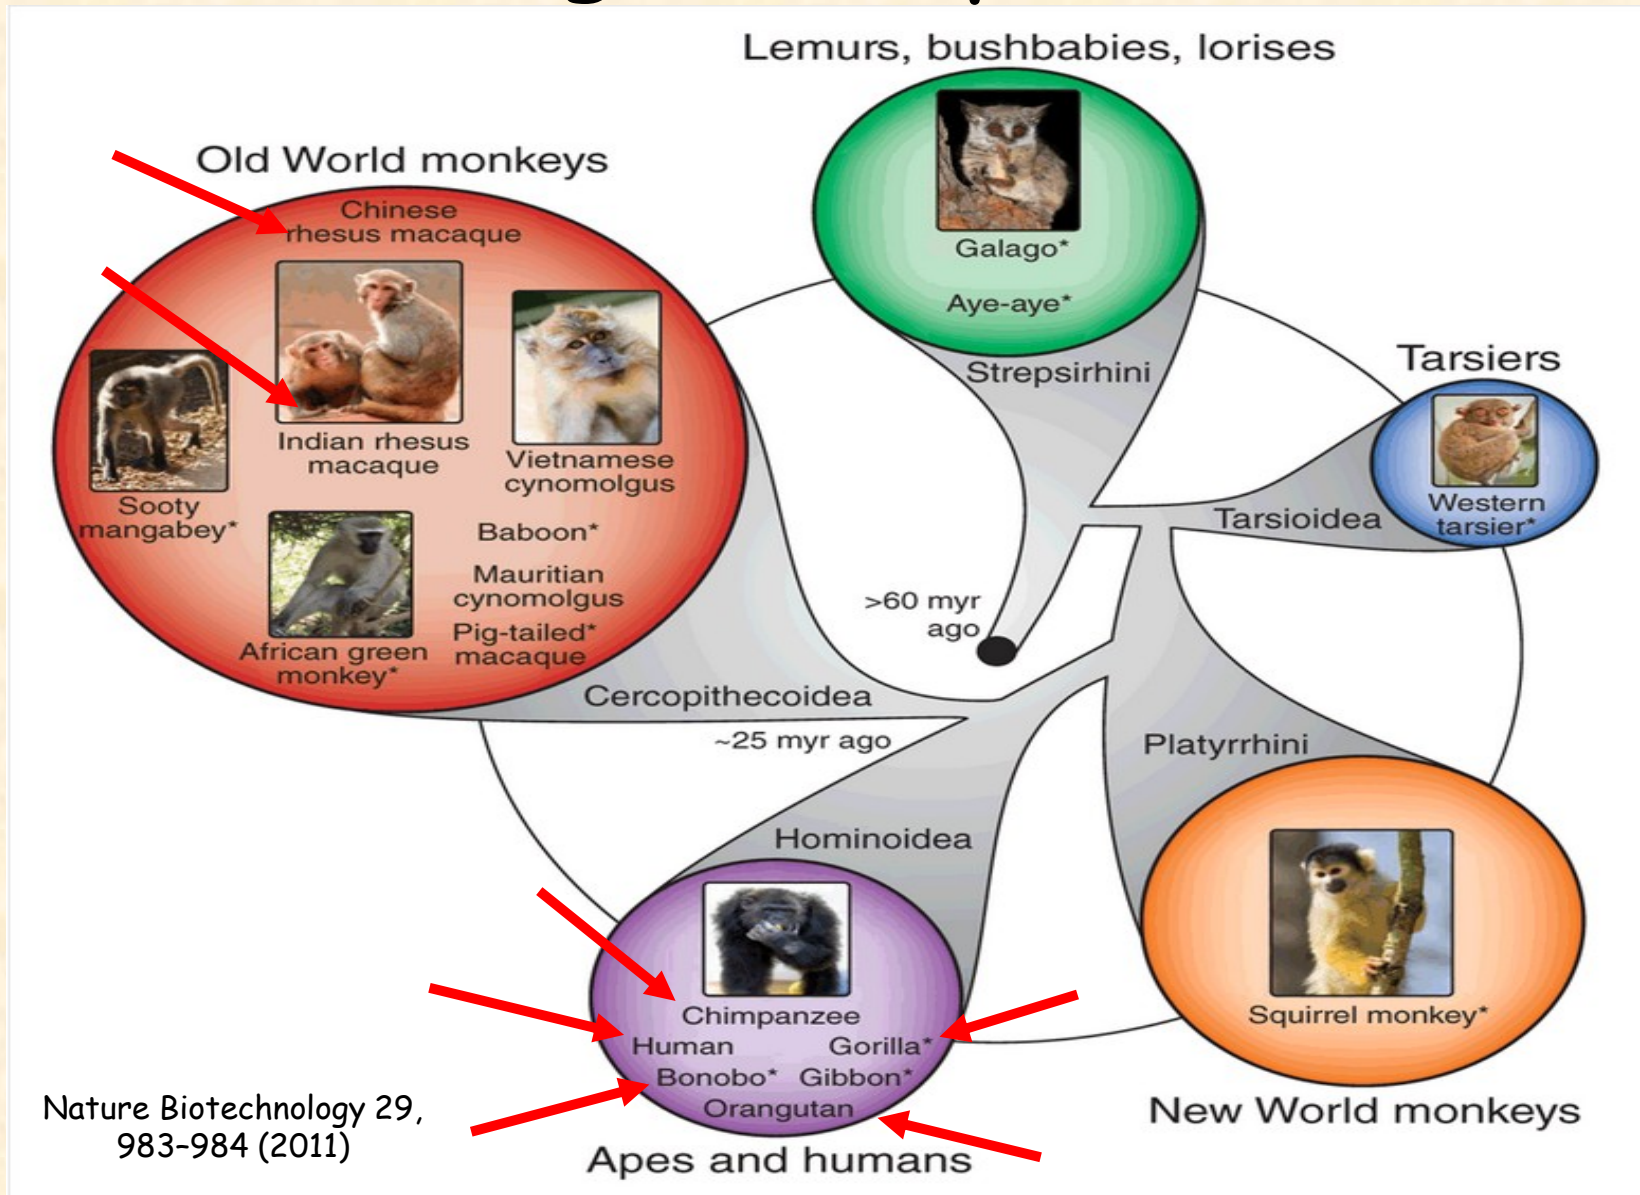 Lemurs, bushbabies, lorises
Old World monkeys
Chinese
rhesus macaque
Indian rhesus
macaque
Vietnamese
cynomolgus
Sooty
mangabey*
Baboon*
Mauritian
cynomolgus
Pig-tailed*
macaque
African green
monkey*
Galago*
Aye-aye*
Strepsirhini
Tarsiers
Western
tarsier*
Tarsioidea
>60 myr
ago
Cercopithecoidea
~25 myr ago
Platyrrhini
Hominoidea
Chimpanzee
Human
Gorilla*
Bonobo*
Gibbon*
Orangutan
Apes and humans
Squirrel monkey*
New World monkeys
Nature Biotechnology 29,
983–984 (2011)